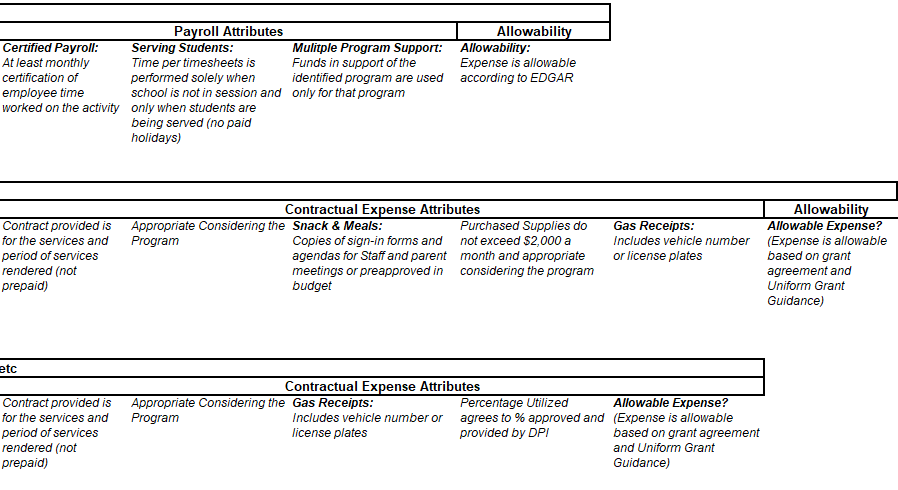 Payroll Attributes
Allowability
Certified Payroll:
At least monthly
certification of
employee time
worked on the activity
Serving Students:
Time per timesheets is
performed solely when
school is not in session and
only when students are
being served (no paid
holidays)
Mulitple Program Support:
Funds in support of the
identified program are used
only for that program
Allowability:
Expense is allowable
according to EDGAR
Contractual Expense Attributes
Allowability
Contract provided is
for the services and
period of services
rendered (not
prepaid)
Appropriate Considering the
Program
Snack & Meals:
Copies of sign-in forms and
agendas for Staff and parent
meetings or preapproved in
budget
Purchased Supplies do
not exceed $2,000 a
month and appropriate
considering the program
Gas Receipts:
Includes vehicle number
or license plates
Allowable Expense?
(Expense is allowable
based on grant
agreement and
Uniform Grant
Guidance)
etc
Contractual Expense Attributes
Contract provided is
for the services and
period of services
rendered (not
prepaid)
Appropriate Considering the
Program
Gas Receipts:
Includes vehicle number or
license plates
Percentage Utilized
agrees to % approved and
provided by DPI
Allowable Expense?
(Expense is allowable
based on grant agreement
and Uniform Grant
Guidance)